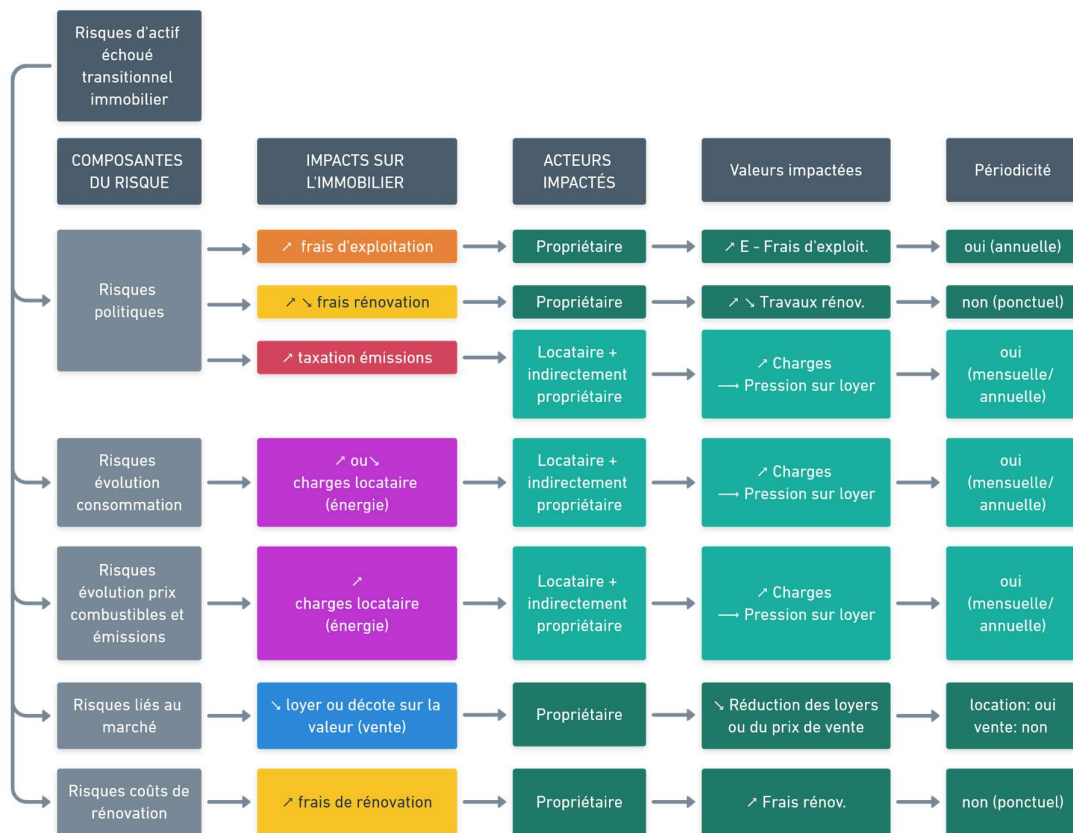 Risques d'actif
échoué
transitionnel
immobilier
COMPOSANTES
DU RISQUE
IMPACTS SUR
L'IMMOBILIER
ACTEURS
IMPACTÉS
Valeurs impactées
Périodicité
Risques
politiques
↗ frais d'exploitation
Propriétaire
↗ E - Frais d'exploit.
oui (annuelle)
↗ ↘ frais rénovation
Propriétaire
↗ ↘ Travaux rénov.
non (ponctuel)
↗ taxation émissions
Locataire +
indirectement
propriétaire
↗ Charges
→ Pression sur loyer
oui
(mensuelle/
annuelle)
Risques
évolution
consommation
↗ ou↘
charges locataire
(énergie)
Locataire +
indirectement
propriétaire
↗ Charges
→ Pression sur loyer
oui
(mensuelle/
annuelle)
Risques
évolution prix
combustibles et
émissions
↗
charges locataire
(énergie)
Locataire +
indirectement
propriétaire
↗ Charges
→ Pression sur loyer
oui
(mensuelle/
annuelle)
Risques liés au
marché
↘ loyer ou décote sur la
valeur (vente)
Propriétaire
↘ Réduction des loyers
ou du prix de vente
location: oui
vente: non
Risques coûts de
rénovation
↗ frais de rénovation
Propriétaire
↗ Frais rénov.
non (ponctuel)